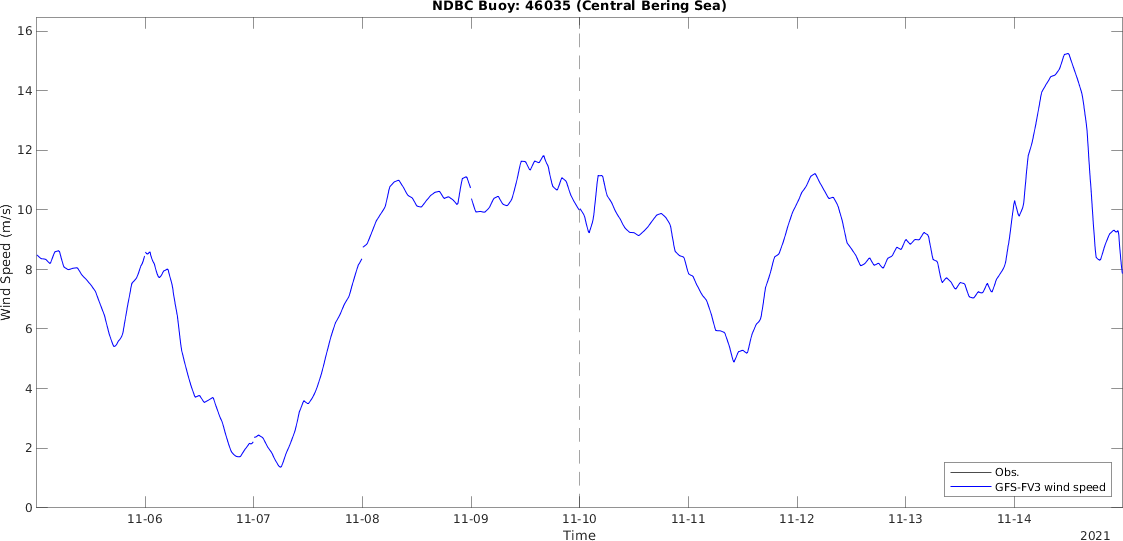 NDBC Buoy: 46035 (Central Bering Sea)
Wind Speed (m/s)
16
14
12
10
8
6
4
2
0
11-06 11-07 11-08 11-09 11-10 11-11 11-12 11-13 11-14
Time
2021
Obs.
GFS-FV3 wind speed